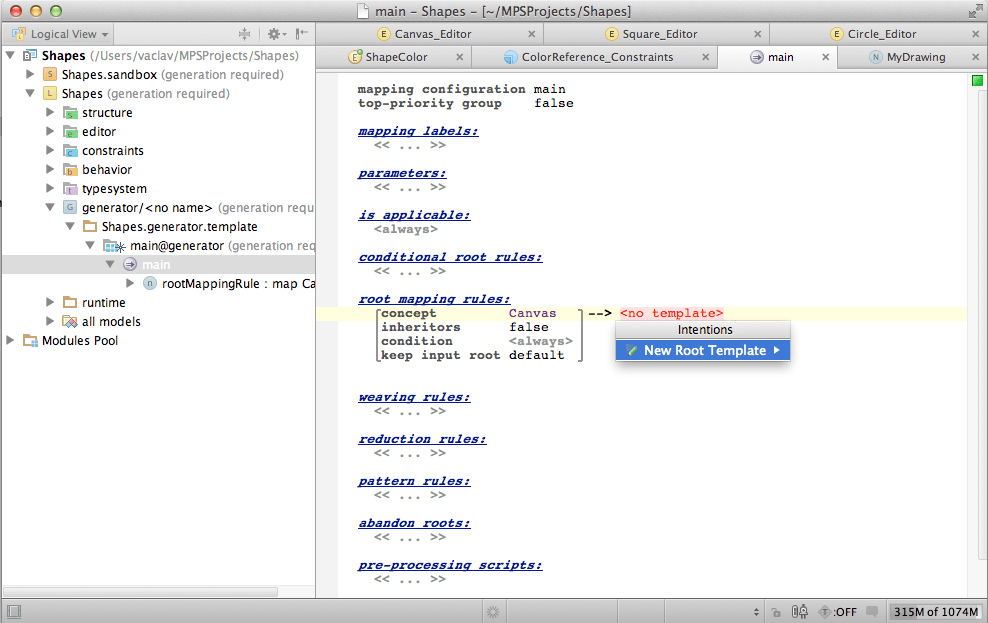 main – Shapes – [~/MPSProjects/Shapes]
Logical View
Canvas_Editor
Square_Editor
Circle_Editor
ShapeColor
ColorReference_Constraints
main
MyDrawing
Shapes (/Users/vaclav/MPSProjects/Shapes)
Shapes.sandbox (generation required)
Shapes (generation required)
structure
editor
constraints
behavior
typesystem
generator/<no name> (generation requ
Shapes.generator.template
main@generator (generation req
main
rootMappingRule : map Ca
runtime
all models
Modules Pool
mapping configuration main
top-priority group false
mapping labels:
<< ... >>
parameters:
<< ... >>
is applicable:
<always>
conditional root rules:
<< ... >>
root mapping rules:
concept Canvas --> <no template>
inheritors false
condition <always>
keep input root default
Intentions
New Root Template
weaving rules:
<< ... >>
reduction rules:
<< ... >>
pattern rules:
<< ... >>
abandon roots:
<< ... >>
pre-processing scripts:
<< ... >>
T:OFF
315M of 1074M